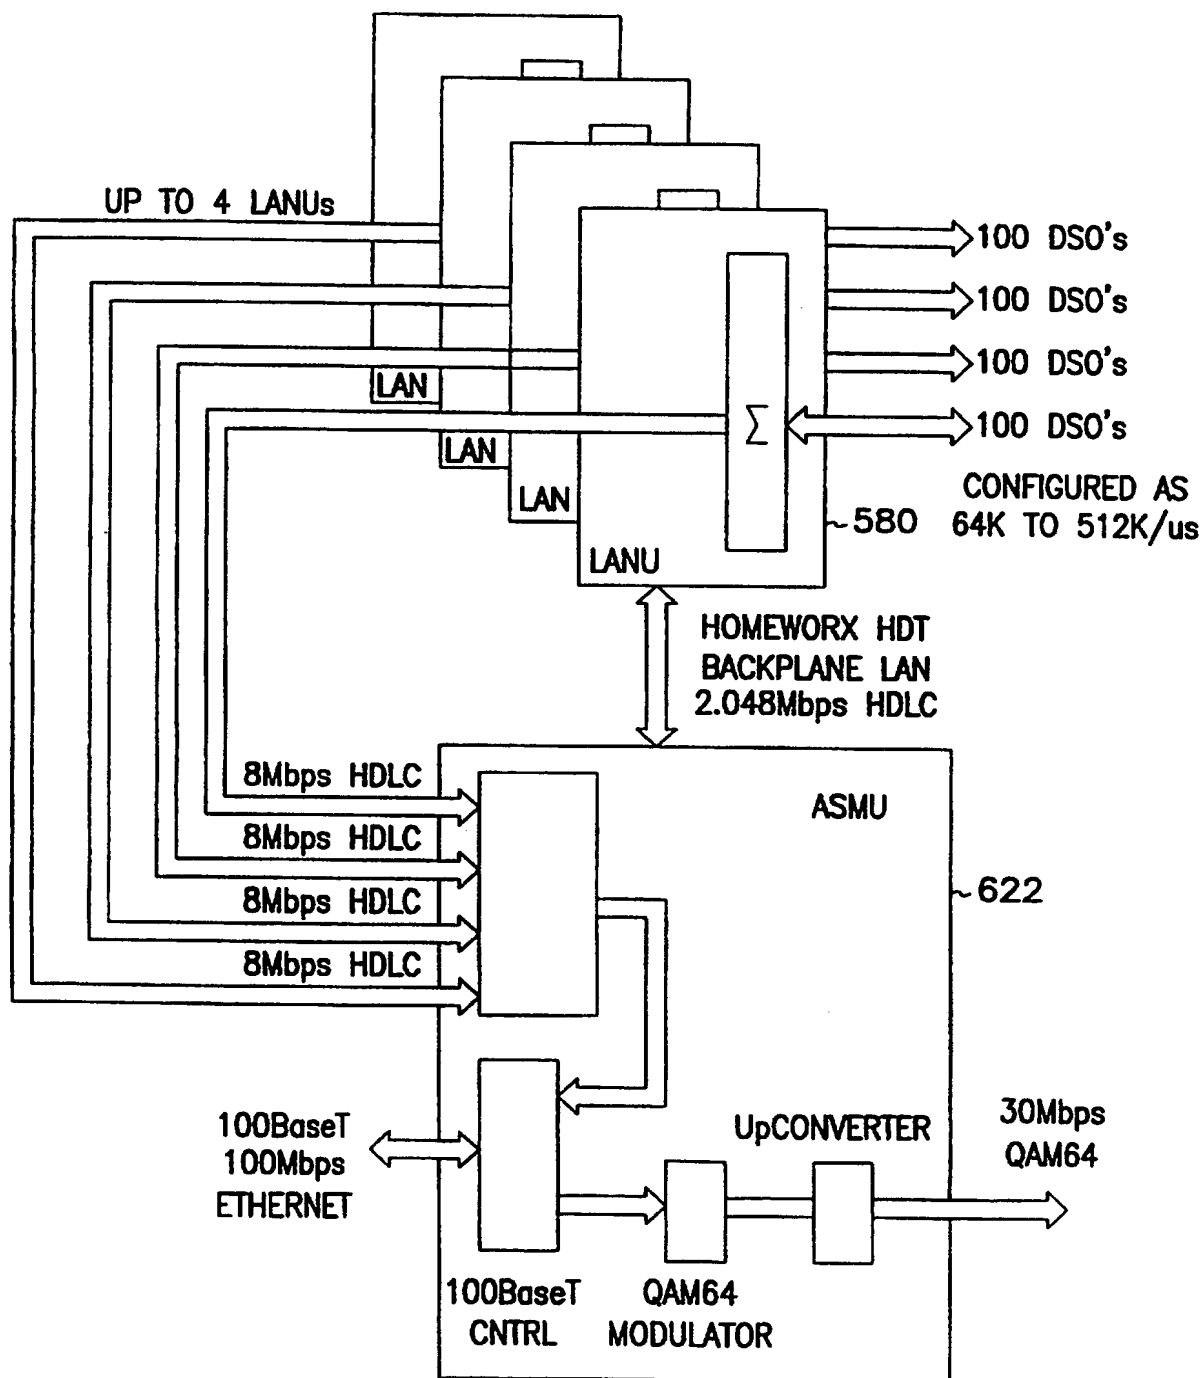 UP TO 4 LANUs
100 DSO's
100 DSO's
100 DSO's
100 DSO's
CONFIGURED AS
64K TO 512K/us
LAN
LAN
LAN
LANU
Σ
580
HOMEWORX HDT
BACKPLANE LAN
2.048Mbps HDLC
8Mbps HDLC
8Mbps HDLC
8Mbps HDLC
8Mbps HDLC
ASMU
622
100BaseT
100Mbps
ETHERNET
UpCONVERTER
30Mbps
QAM64
100BaseT
CNTRL
QAM64
MODULATOR